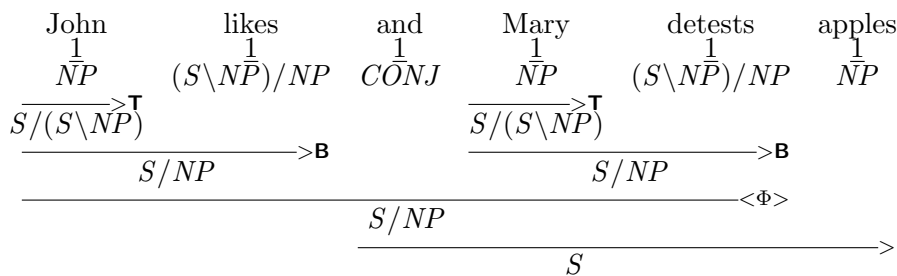 John likes and Mary detests apples
1 1 1 1 1 1
NP (S\NP)/NP CONJ NP (S\NP)/NP NP
>T >T
S/(S\NP) S/(S\NP)
>B >B
S/NP S/NP
<Φ>
S/NP
>
S